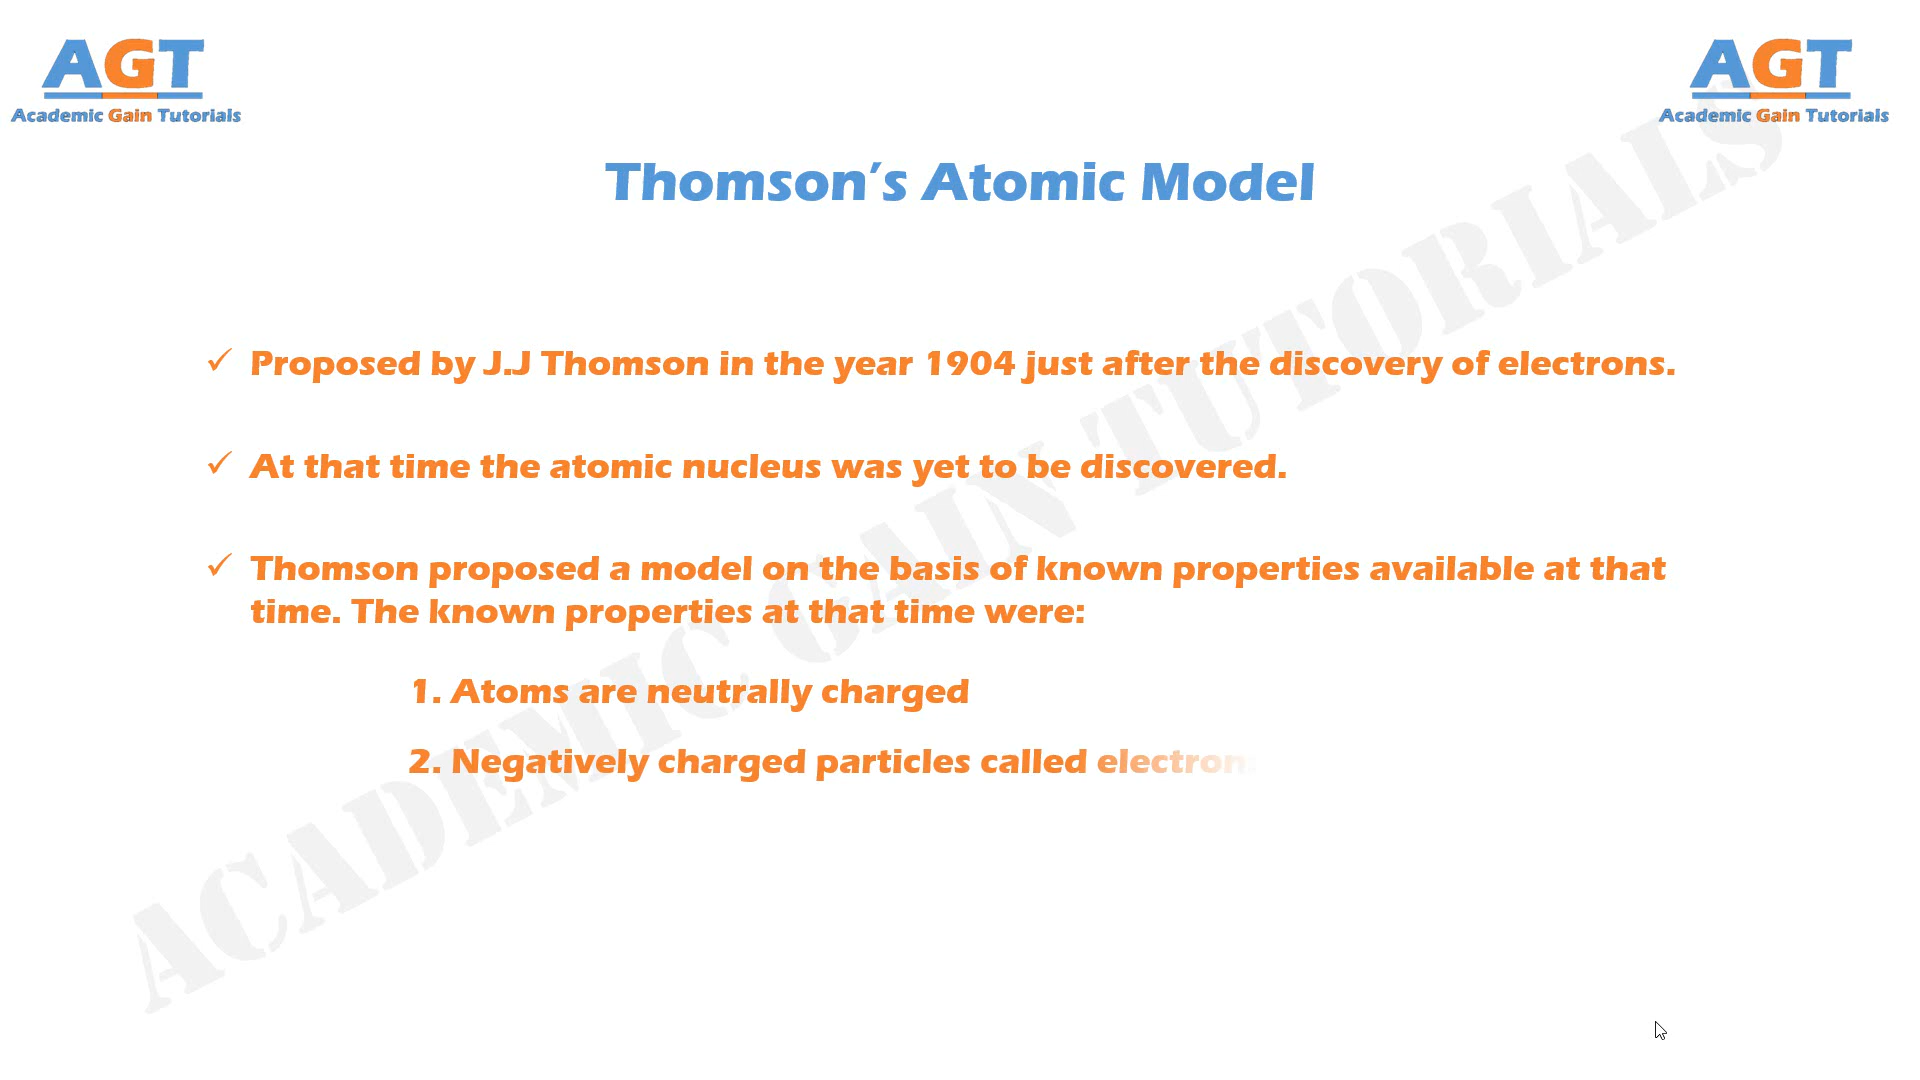 AGT
Academic Gain Tutorials
AGT
Academic Gain Tutorials
Thomson’s Atomic Model
✓ Proposed by J.J Thomson in the year 1904 just after the discovery of electrons.
✓ At that time the atomic nucleus was yet to be discovered.
✓ Thomson proposed a model on the basis of known properties available at that
time. The known properties at that time were:
1. Atoms are neutrally charged
2. Negatively charged particles called electron
ACADEMIC GAIN TUTORIALS